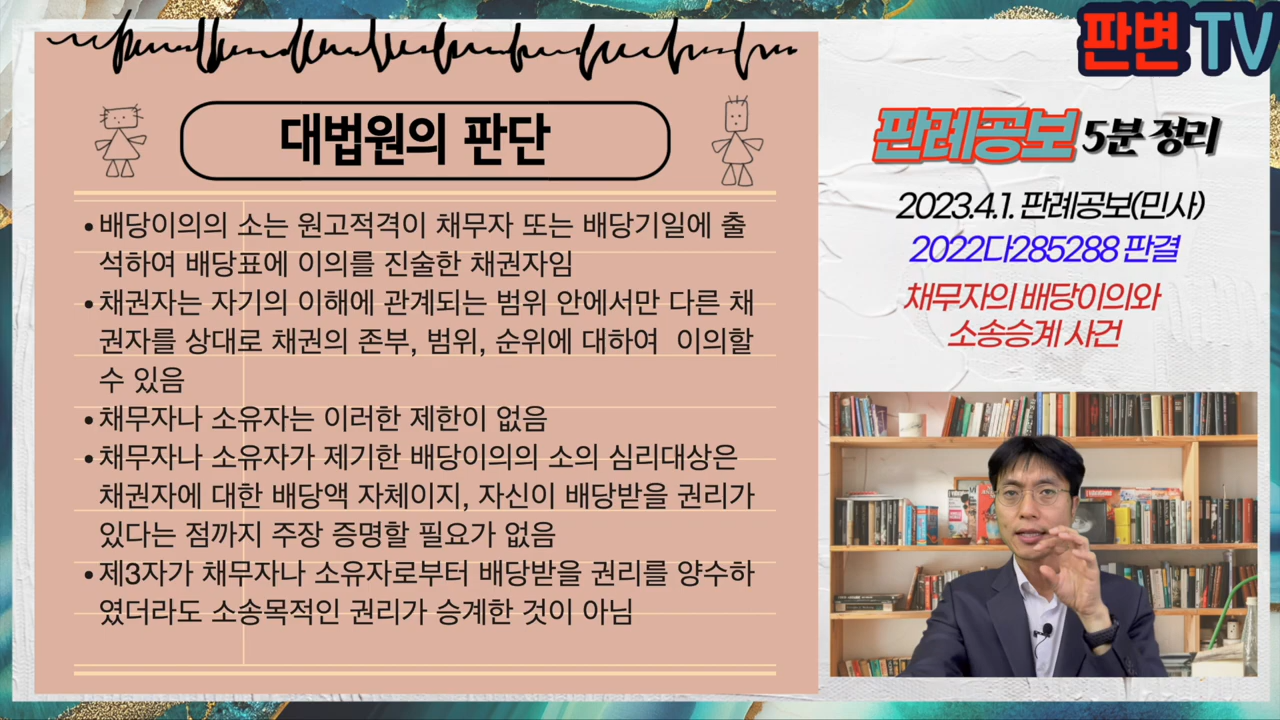 대법원의 판단
•배당이의의 소는 원고적격이 채무자 또는 배당기일에 출
석하여 배당표에 이의를 진술한 채권자임
•채권자는 자기의 이해에 관계되는 범위 안에서만 다른 채
권자를 상대로 채권의 존부, 범위, 순위에 대하여 이의할
수 있음
•채무자나 소유자는 이러한 제한이 없음
•채무자나 소유자가 제기한 배당이의의 소의 심리대상은
채권자에 대한 배당액 자체이지, 자신이 배당받을 권리가
있다는 점까지 주장 증명할 필요가 없음
•제3자가 채무자나 소유자로부터 배당받을 권리를 양수하
였더라도 소송목적인 권리가 승계한 것이 아님
판변 TV
판례공보 5분 정리
2023.4.1. 판례공보(민사)
2022다285288 판결
채무자의 배당이의와
소송승계 사건